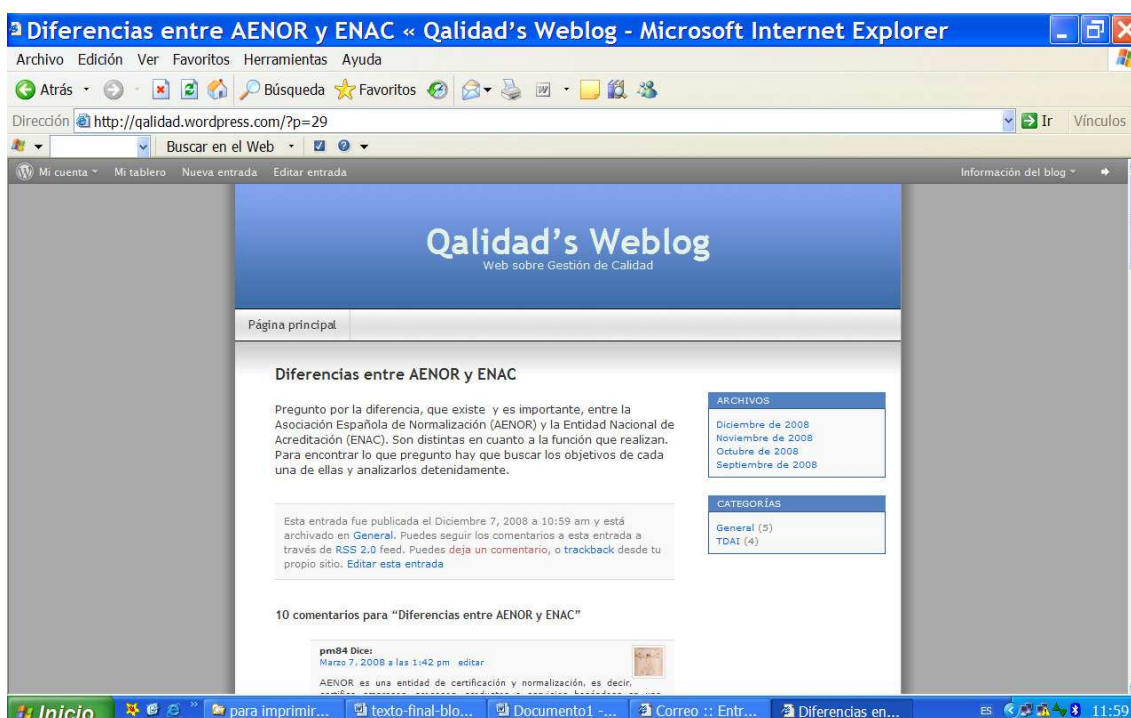 Diferencias entre AENOR y ENAC « Qalidad's Weblog - Microsoft Internet Explorer
Archivo Edición Ver Favoritos Herramientas Ayuda
Atrás Búsqueda Favoritos
Dirección http://qalidad.wordpress.com/?p=29 Ir Vínculos
Buscar en el Web
Mi cuenta Mi tablero Nueva entrada Editar entrada Información del blog
Qalidad's Weblog
Web sobre Gestión de Calidad
Página principal
Diferencias entre AENOR y ENAC
Pregunto por la diferencia, que existe y es importante, entre la
Asociación Española de Normalización (AENOR) y la Entidad Nacional de
Acreditación (ENAC). Son distintas en cuanto a la función que realizan.
Para encontrar lo que pregunto hay que buscar los objetivos de cada
una de ellas y analizarlos detenidamente.
Esta entrada fue publicada el Diciembre 7, 2008 a 10:59 am y está
archivado en General. Puedes seguir los comentarios a esta entrada a
través de RSS 2.0 feed. Puedes deja un comentario, o trackback desde tu
propio sitio. Editar esta entrada
10 comentarios para “Diferencias entre AENOR y ENAC”
pm84 Dice:
Marzo 7, 2008 a las 1:42 pm editar
AENOR es una entidad de certificación y normalización, es decir,
ARCHIVOS
Diciembre de 2008
Noviembre de 2008
Octubre de 2008
Septiembre de 2008
CATEGORÍAS
General (5)
TDAI (4)
Inicio para imprimir... texto-final-blo... Documento1 -... Correo :: Entr... Diferencias en... ES 11:59